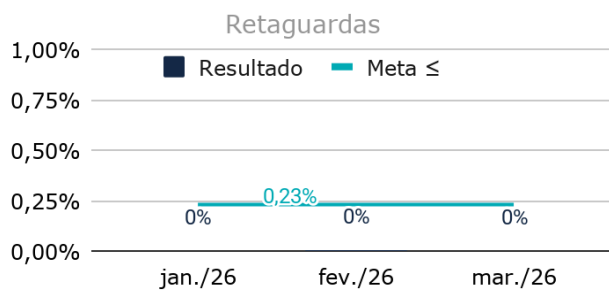 Retaguardas
1,00%
Resultado Meta ≤
0,75%
0,50%
0,25%
0,23%
0% 0% 0%
0,00%
jan./26 fev./26 mar./26